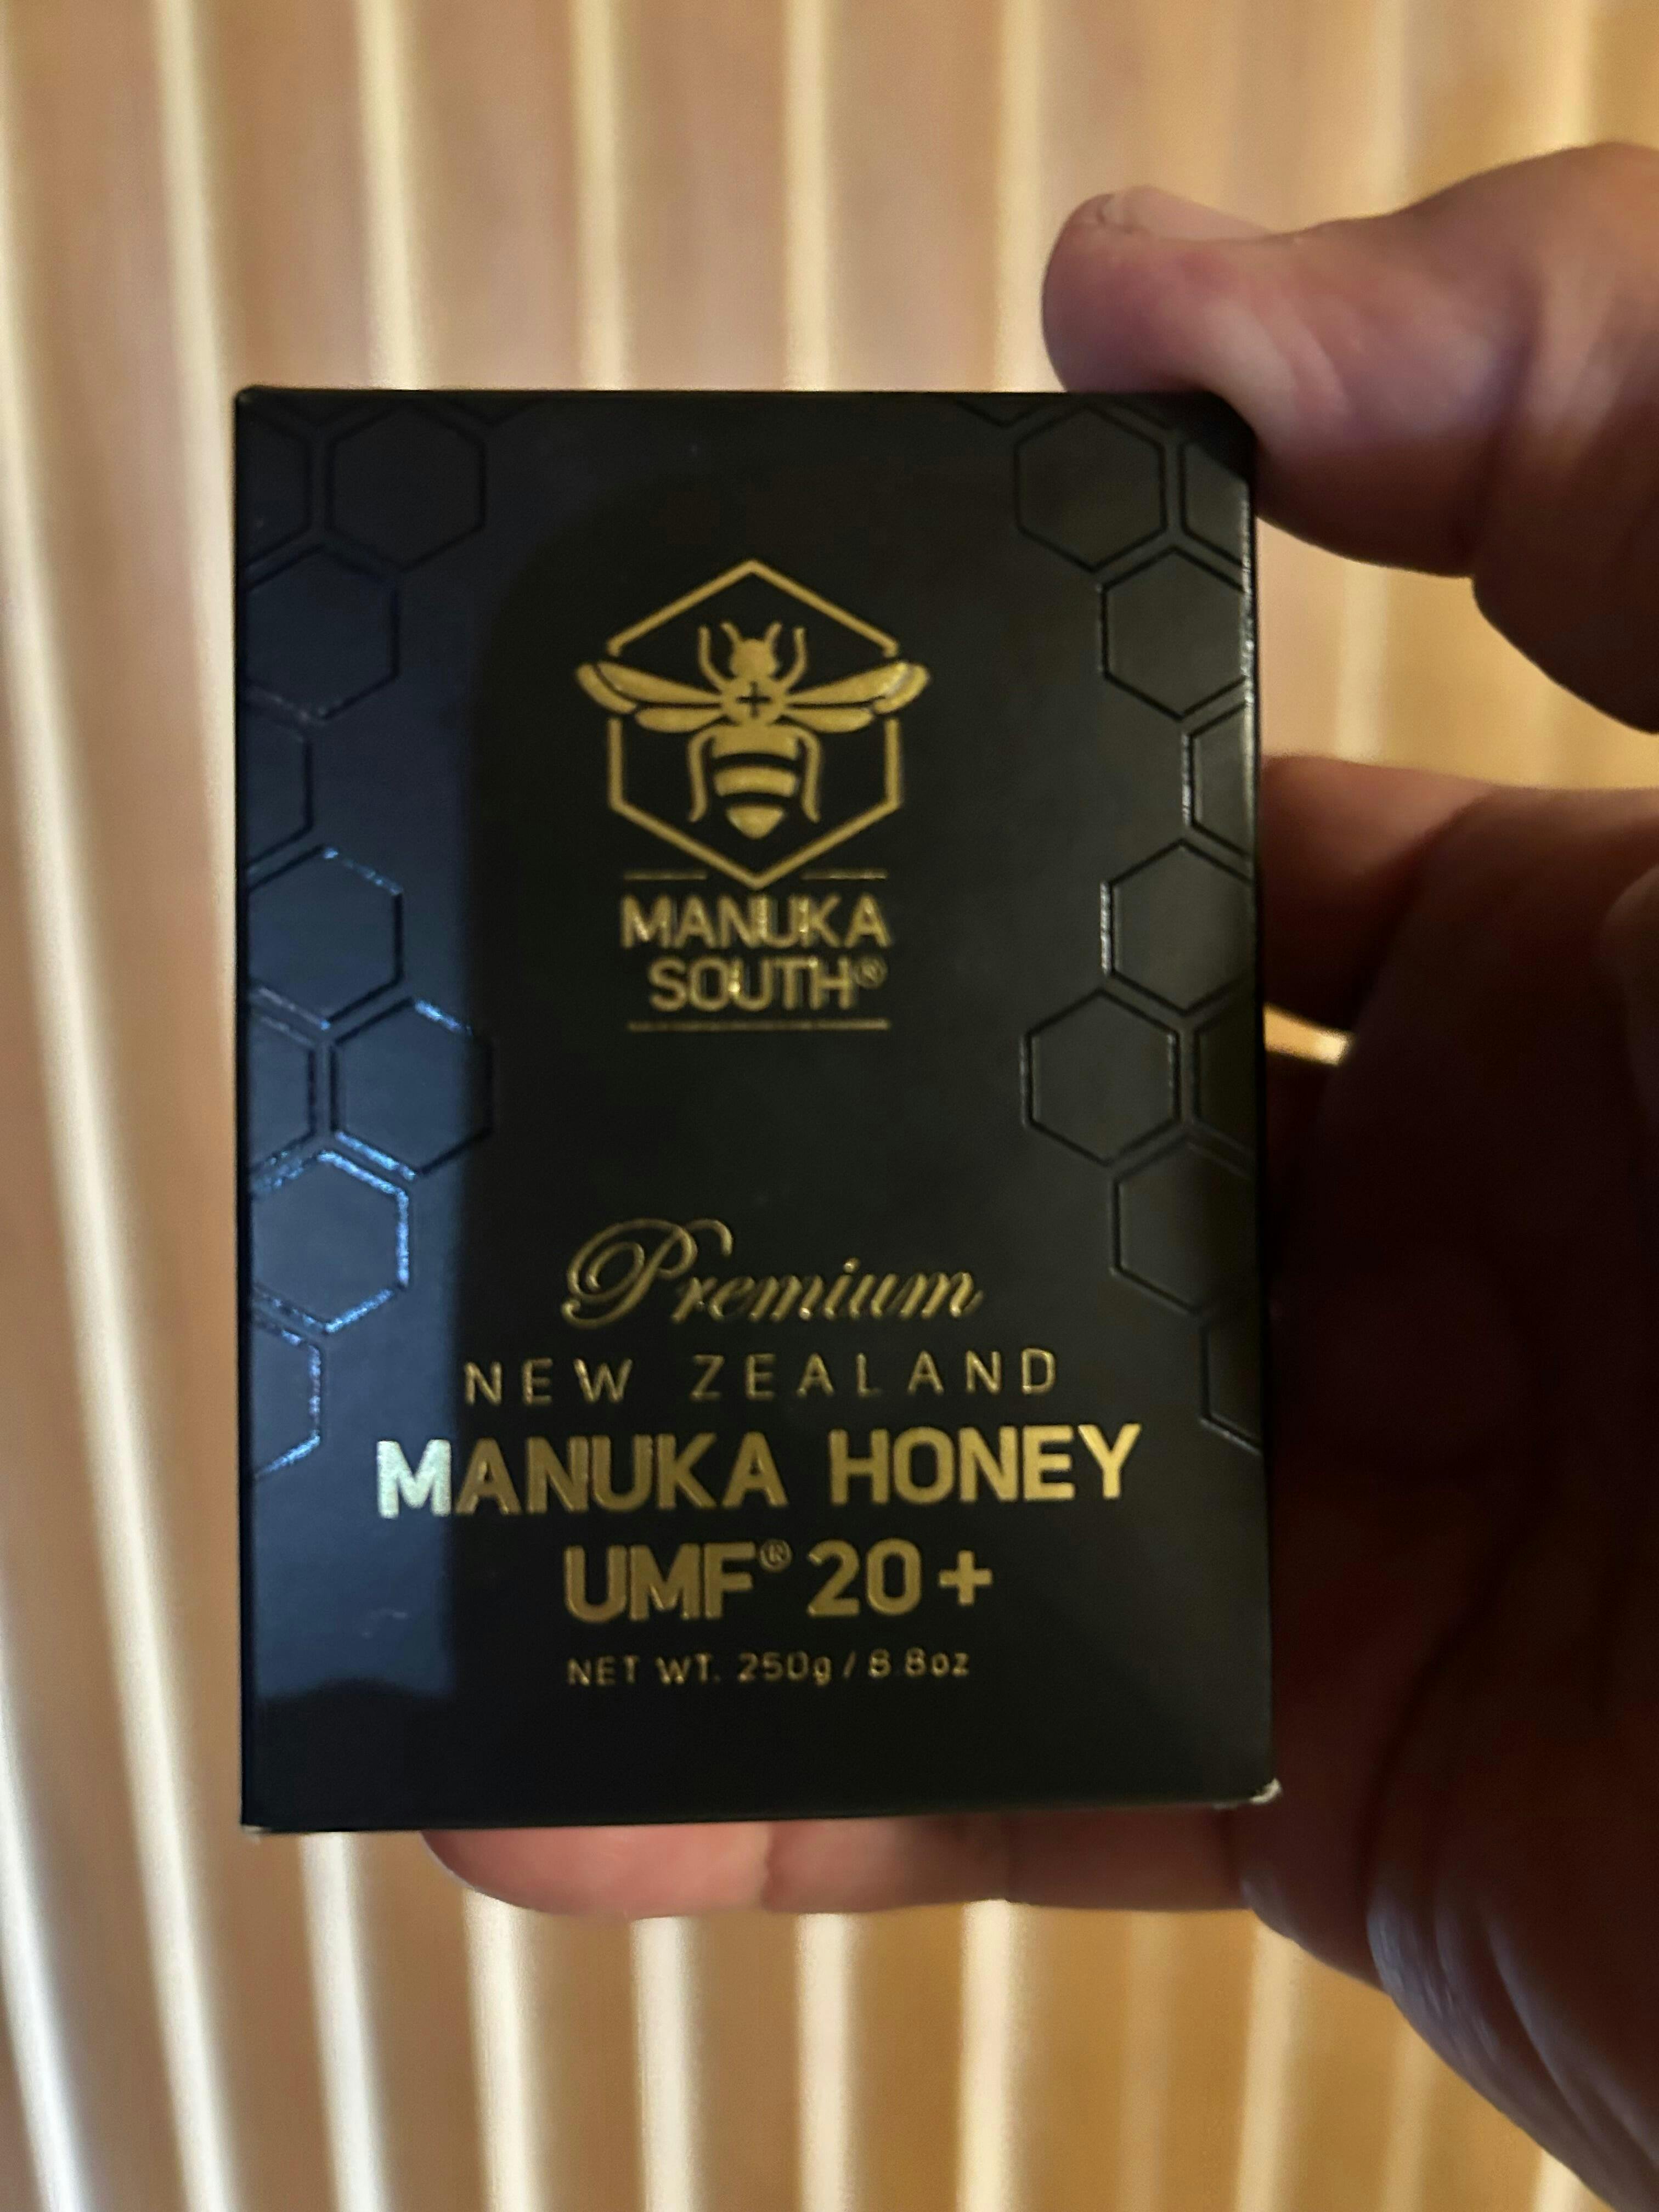 MANUKA
SOUTH®
Premium
NEW ZEALAND
MANUKA HONEY
UMF® 20+
NET WT. 250g / 8.8oz